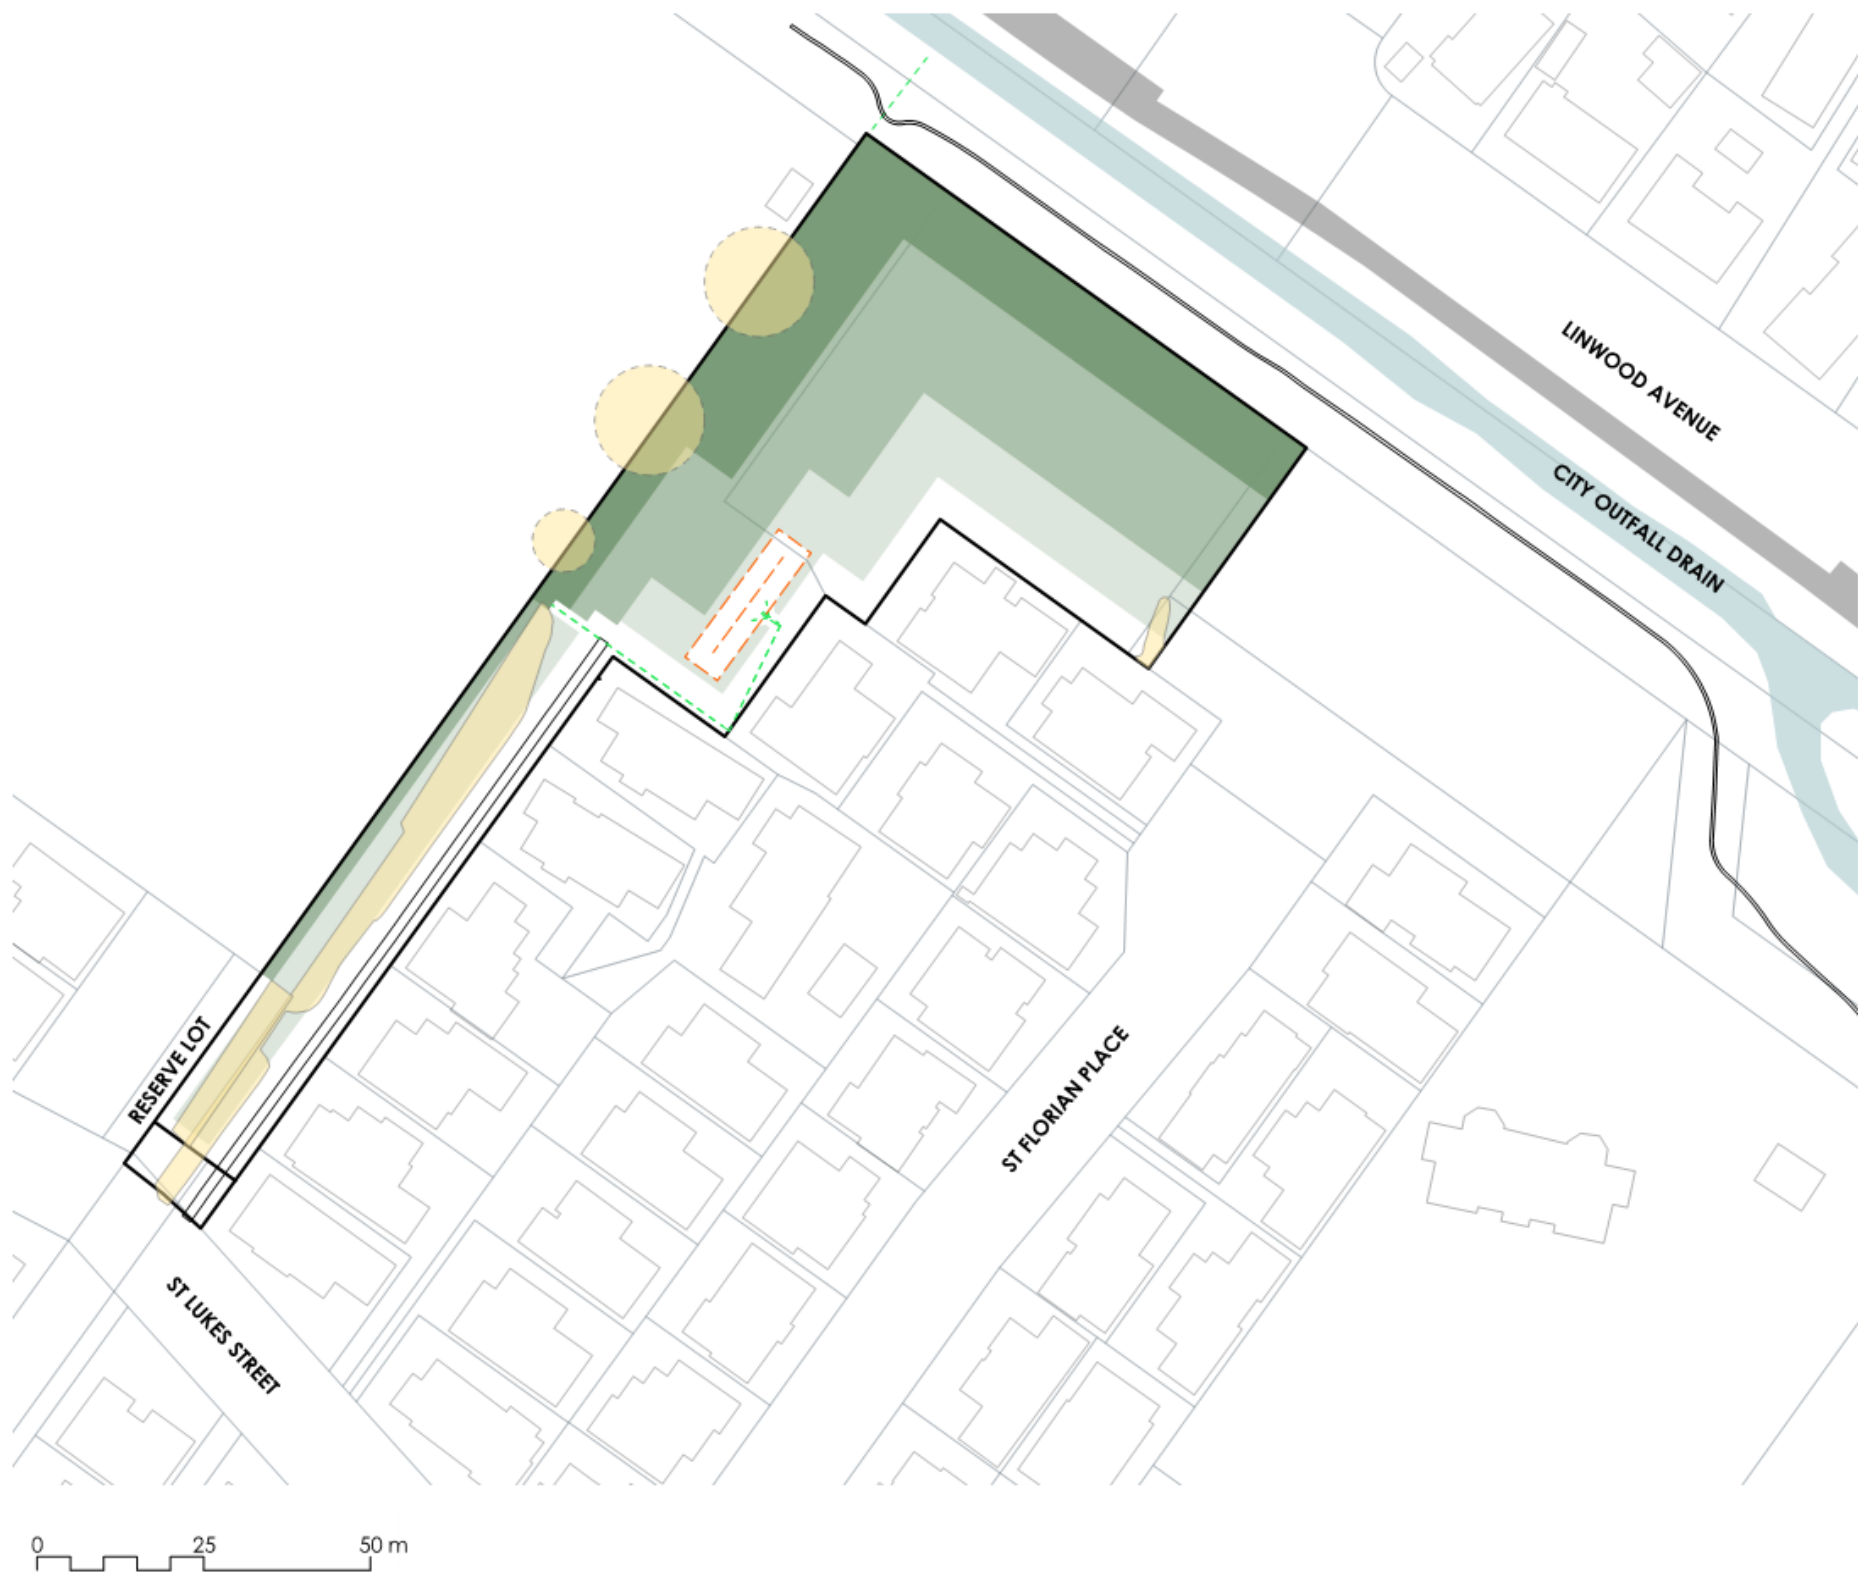 LINWOOD AVENUE
CITY OUTFALL DRAIN
RESERVE LOT
ST FLORIAN PLACE
ST LUKES STREET
0 25 50 m